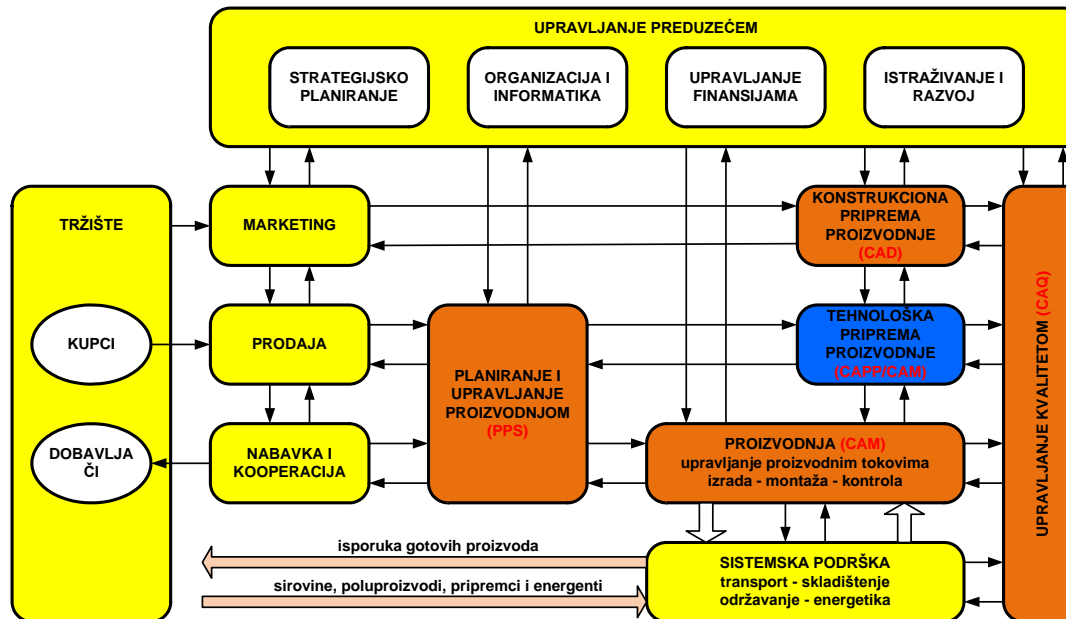 UPRAVLJANJE PREDUZEĆEM
STRATEGIJSKO
PLANIRANJE
ORGANIZACIJA I
INFORMATIKA
UPRAVLJANJE
FINANSIJAMA
ISTRAŽIVANJE I
RAZVOJ
TRŽIŠTE
MARKETING
KONSTRUKCIONA
PRIPREMA
PROIZVODNJE
(CAD)
KUPCI
PRODAJA
PLANIRANJE I
UPRAVLJANJE
PROIZVODNJOM
(PPS)
TEHNOLOŠKA
PRIPREMA
PROIZVODNJE
(CAPP/CAM)
UPRAVLJANJE KVALITETOM (CAQ)
DOBAVLJA
ČI
NABAVKA I
KOOPERACIJA
PROIZVODNJA (CAM)
upravljanje proizvodnim tokovima
izrada - montaža - kontrola
isporuka gotovih proizvoda
sirovine, poluproizvodi, pripremci i energenti
SISTEMSKA PODRŠKA
transport - skladištenje
održavanje - energetika